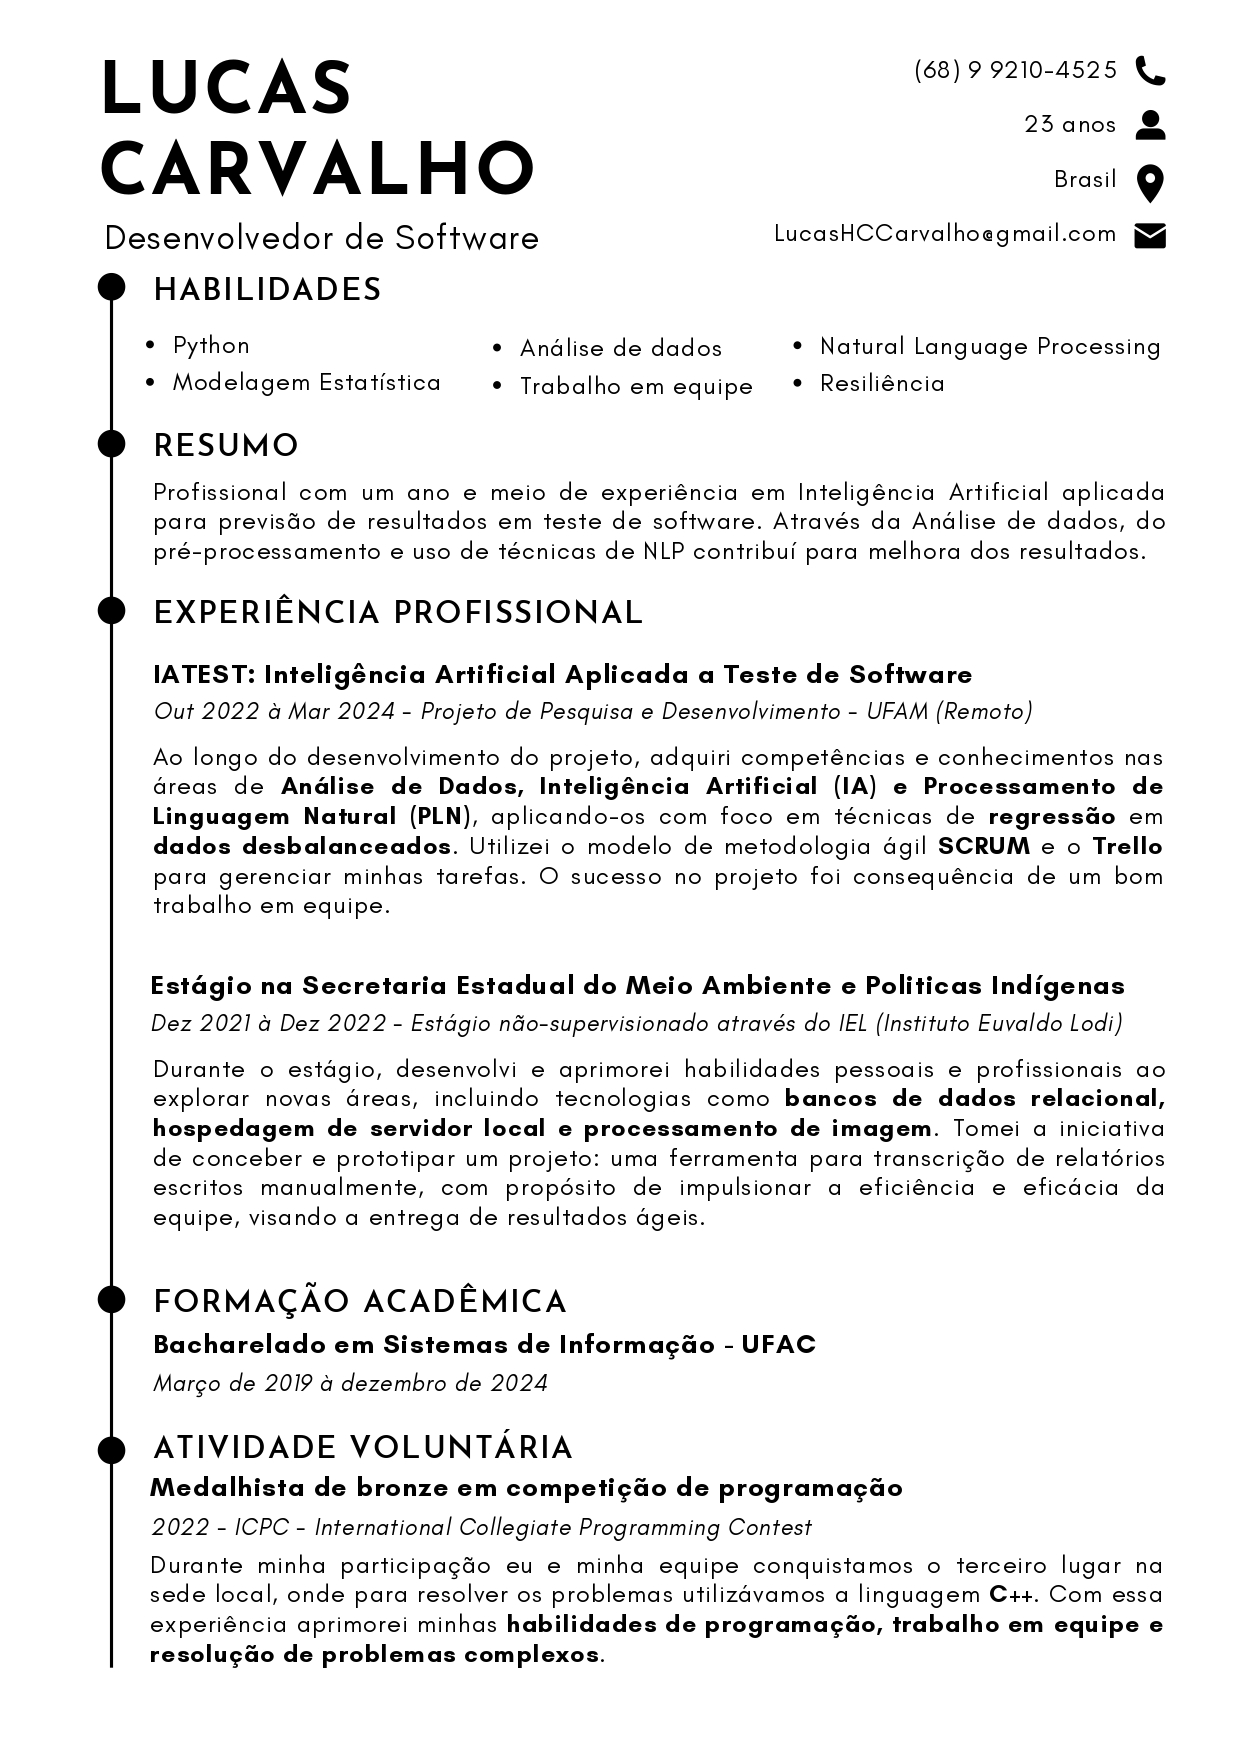 LUCAS
CARVALHO
Desenvolvedor de Software
(68) 9 9210-4525
23 anos
Brasil
LucasHCCarvalho@gmail.com
HABILIDADES
• Python
• Modelagem Estatística
• Análise de dados
• Trabalho em equipe
• Natural Language Processing
• Resiliência
RESUMO
Profissional com um ano e meio de experiência em Inteligência Artificial aplicada
para previsão de resultados em teste de software. Através da Análise de dados, do
pré-processamento e uso de técnicas de NLP contribuí para melhora dos resultados.
EXPERIÊNCIA PROFISSIONAL
IATEST: Inteligência Artificial Aplicada a Teste de Software
Out 2022 à Mar 2024 - Projeto de Pesquisa e Desenvolvimento - UFAM (Remoto)
Ao longo do desenvolvimento do projeto, adquiri competências e conhecimentos nas
áreas de Análise de Dados, Inteligência Artificial (IA) e Processamento de
Linguagem Natural (PLN), aplicando-os com foco em técnicas de regressão em
dados desbalanceados. Utilizei o modelo de metodologia ágil SCRUM e o Trello
para gerenciar minhas tarefas. O sucesso no projeto foi consequência de um bom
trabalho em equipe.
Estágio na Secretaria Estadual do Meio Ambiente e Politicas Indígenas
Dez 2021 à Dez 2022 - Estágio não-supervisionado através do IEL (Instituto Euvaldo Lodi)
Durante o estágio, desenvolvi e aprimorei habilidades pessoais e profissionais ao
explorar novas áreas, incluindo tecnologias como bancos de dados relacional,
hospedagem de servidor local e processamento de imagem. Tomei a iniciativa
de conceber e prototipar um projeto: uma ferramenta para transcrição de relatórios
escritos manualmente, com propósito de impulsionar a eficiência e eficácia da
equipe, visando a entrega de resultados ágeis.
FORMAÇÃO ACADÊMICA
Bacharelado em Sistemas de Informação - UFAC
Março de 2019 à dezembro de 2024
ATIVIDADE VOLUNTÁRIA
Medalhista de bronze em competição de programação
2022 - ICPC - International Collegiate Programming Contest
Durante minha participação eu e minha equipe conquistamos o terceiro lugar na
sede local, onde para resolver os problemas utilizávamos a linguagem C++. Com essa
experiência aprimorei minhas habilidades de programação, trabalho em equipe e
resolução de problemas complexos.